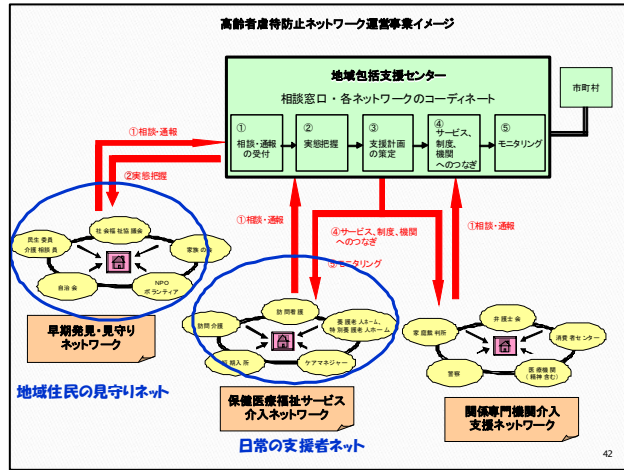 高齢者虐待防止ネットワーク運営事業イメージ
地域包括支援センター
相談窓口・各ネットワークのコーディネート
市町村
①
相談・通報
の受付
②
実態把握
③
支援計画
の策定
④
サービス、
制度、
機関
へのつなぎ
⑤
モニタリング
①相談・通報
②実態把握
①相談・通報
④サービス、制度、機関
へのつなぎ
⑤モニタリング
①相談・通報
社会福祉協議会
民生委員
介護相談員
家族の会
自治会
NPO
ボランティア
早期発見・見守り
ネットワーク
地域住民の見守りネット
訪問看護
訪問介護
養護老人ホーム、
特別養護老人ホーム
短期入所
ケアマネジャー
保健医療福祉サービス
介入ネットワーク
日常の支援者ネット
弁護士会
家庭裁判所
消費者センター
警察
医療機関
(精神含む)
関係専門機関介入
支援ネットワーク
42